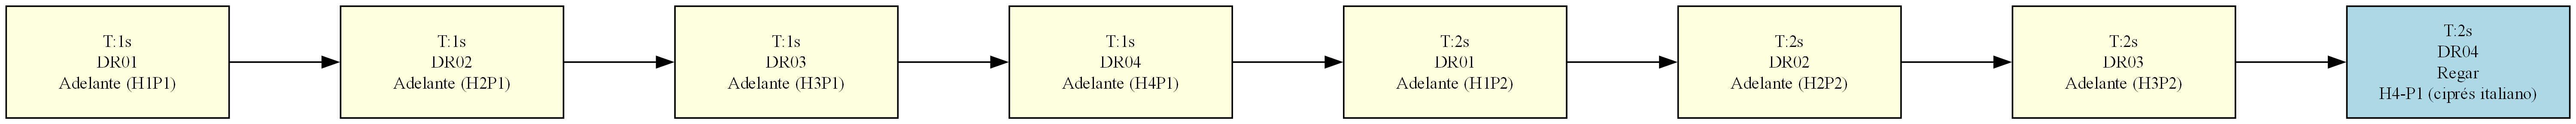 T:1s
DR01
Adelante (H1P1)
T:1s
DR02
Adelante (H2P1)
T:1s
DR03
Adelante (H3P1)
T:1s
DR04
Adelante (H4P1)
T:2s
DR01
Adelante (H1P2)
T:2s
DR02
Adelante (H2P2)
T:2s
DR03
Adelante (H3P2)
T:2s
DR04
Regar
H4-P1 (ciprés italiano)